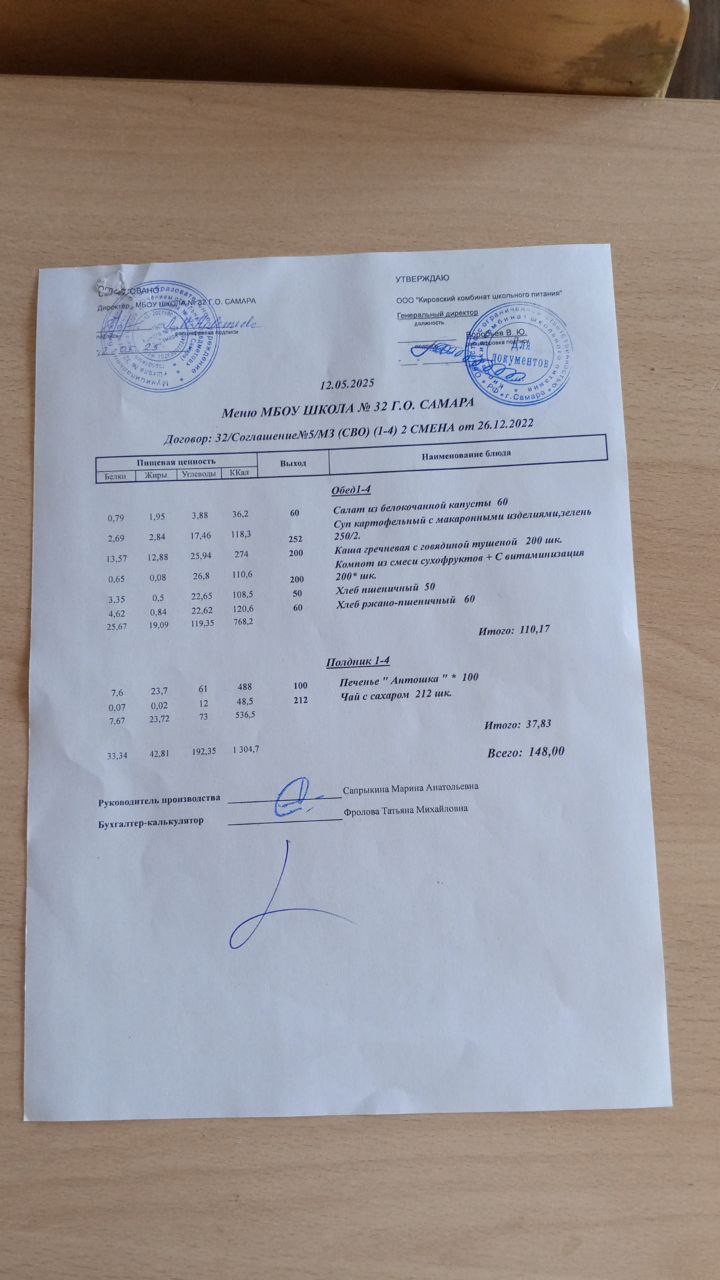 Директор МБОУ ШКОЛА № 32 Г.О. САМАРА
подпись расшифровка подписи
УТВЕРЖДАЮ
ООО "Кировский комбинат школьного питания"
Генеральный директор
должность
Воробьев В. Ю.
расшифровка подписи
Для
документов
12.05.2025
Меню МБОУ ШКОЛА № 32 Г.О. САМАРА
Договор: 32/Соглашение№5/МЗ (СВО) (1-4) 2 СМЕНА от 26.12.2022
Пищевая ценность Выход Наименование блюда
Белки Жиры Углеводы ККал
Обед1-4
0,79 1,95 3,88 36,2 60 Салат из белокочанной капусты 60
2,69 2,84 17,46 118,3 252 Суп картофельный с макаронными изделиями,зелень
250/2.
13,57 12,88 25,94 274 200 Каша гречневая с говядиной тушеной 200 шк.
0,65 0,08 26,8 110,6 200 Компот из смеси сухофруктов + С витаминизация
200* шк.
3,35 0,5 22,65 108,5 50 Хлеб пшеничный 50
4,62 0,84 22,62 120,6 60 Хлеб ржано-пшеничный 60
25,67 19,09 119,35 768,2
Итого: 110,17
Полдник 1-4
7,6 23,7 61 488 100 Печенье " Антошка " * 100
0,07 0,02 12 48,5 212 Чай с сахаром 212 шк.
7,67 23,72 73 536,5
Итого: 37,83
33,34 42,81 192,35 1 304,7 Всего: 148,00
Руководитель производства Сапрыкина Марина Анатольевна
Бухгалтер-калькулятор Фролова Татьяна Михайловна